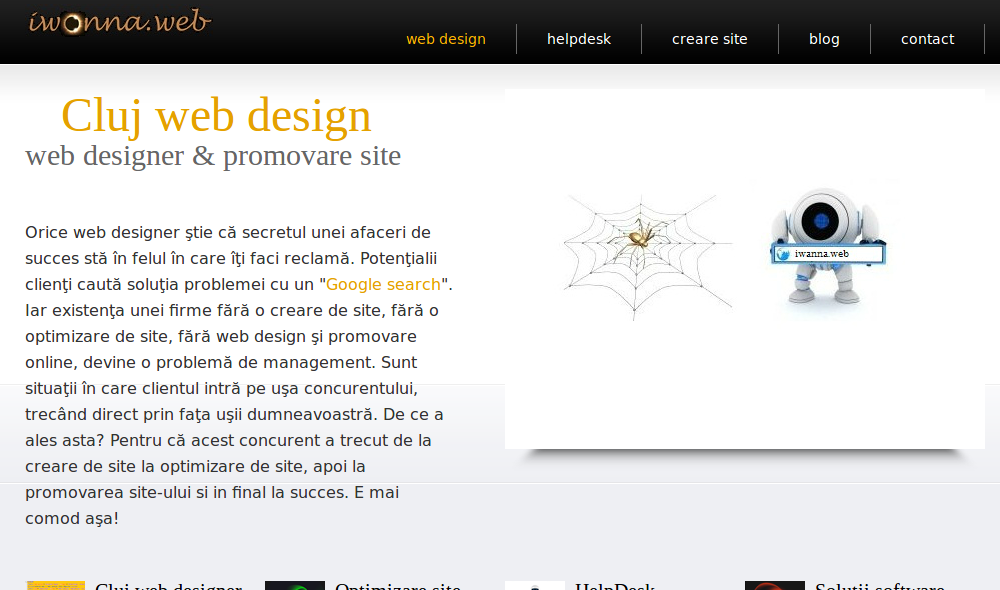 iwonna.web
web design
helpdesk
creare site
blog
contact
Cluj web design
web designer & promovare site
Orice web designer ştie că secretul unei afaceri de
succes stă în felul în care îţi faci reclamă. Potenţialii
clienţi caută soluţia problemei cu un "Google search".
Iar existenţa unei firme fără o creare de site, fără o
optimizare de site, fără web design şi promovare
online, devine o problemă de management. Sunt
situaţii în care clientul intră pe uşa concurentului,
trecând direct prin faţa uşii dumneavoastră. De ce a
ales asta? Pentru că acest concurent a trecut de la
creare de site la optimizare de site, apoi la
promovarea site-ului si in final la succes. E mai
comod aşa!
iwanna.web
Cluj web designer
Optimizare site
HelpDesk
Solutii software